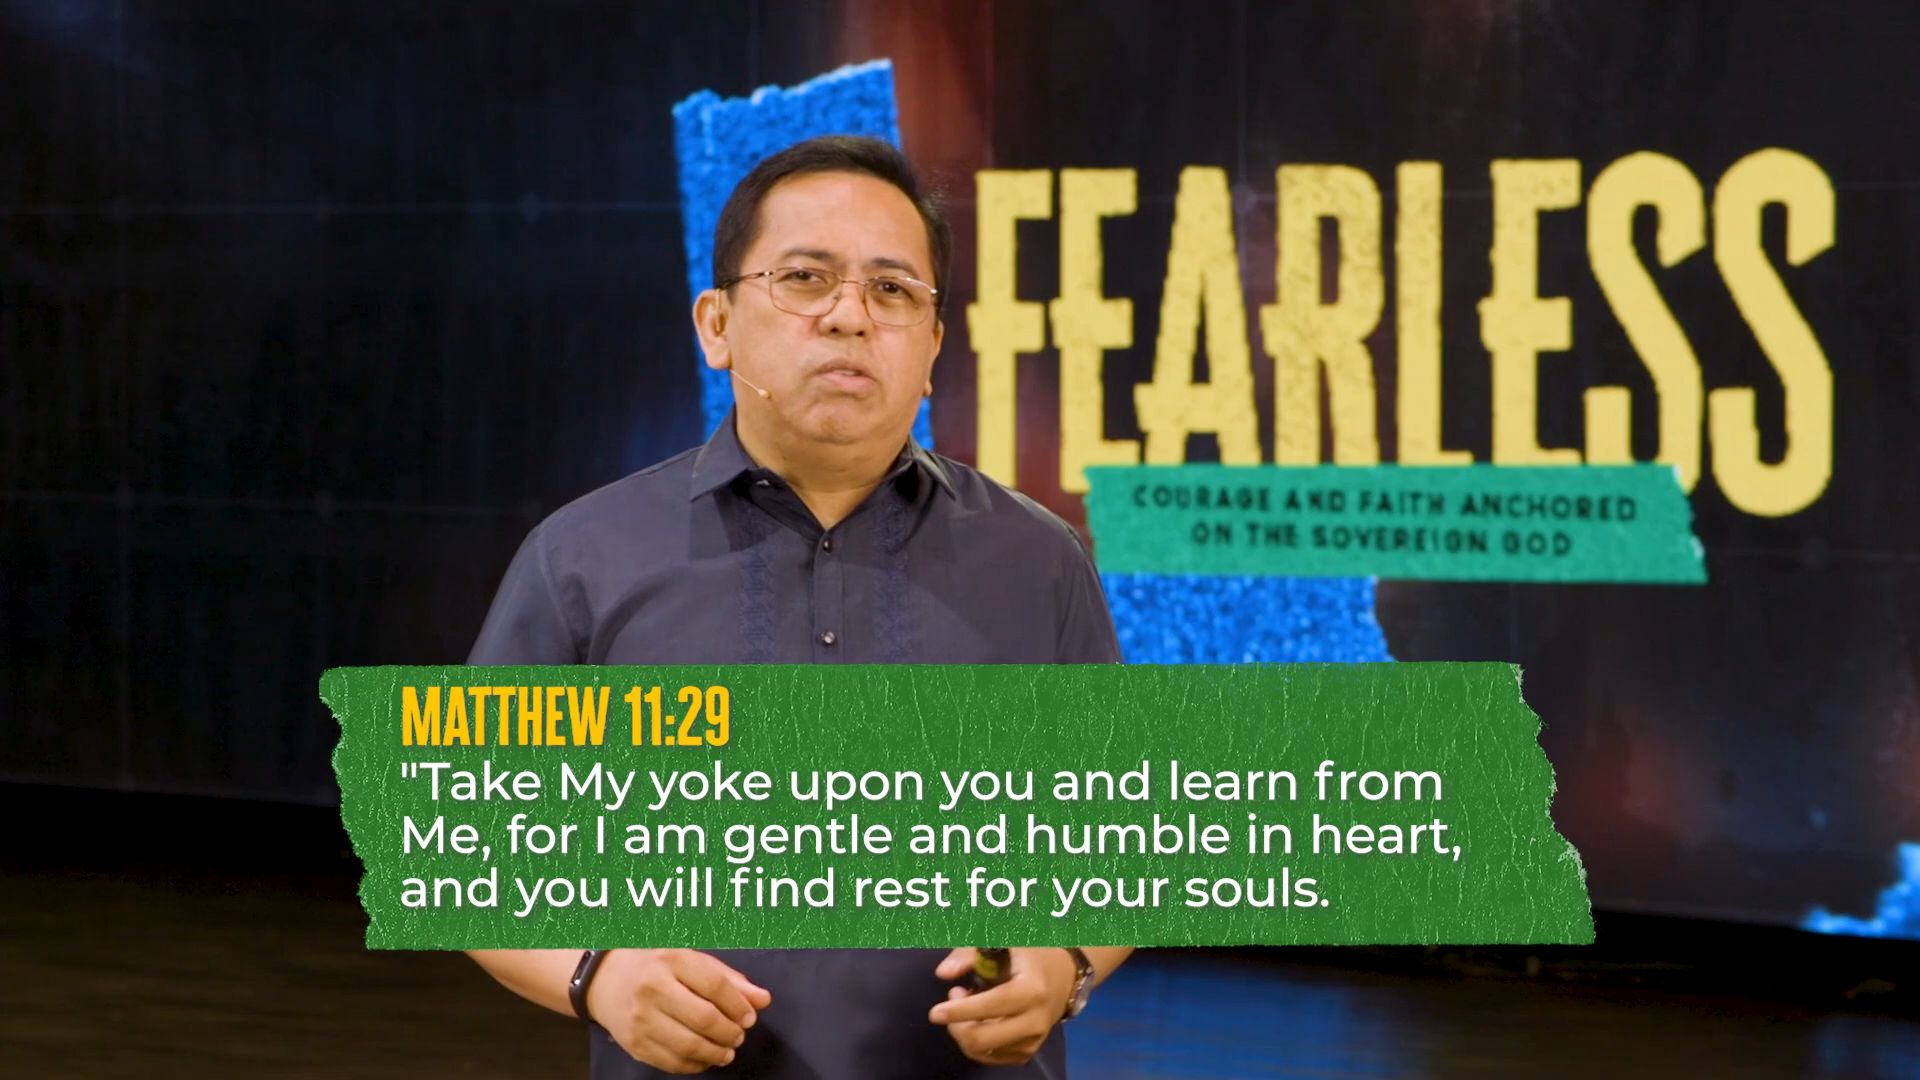 FEARLESS
COURAGE AND FAITH ANCHORED
ON THE SOVEREIGN GOD
MATTHEW 11:29
"Take My yoke upon you and learn from
Me, for I am gentle and humble in heart,
and you will find rest for your souls.